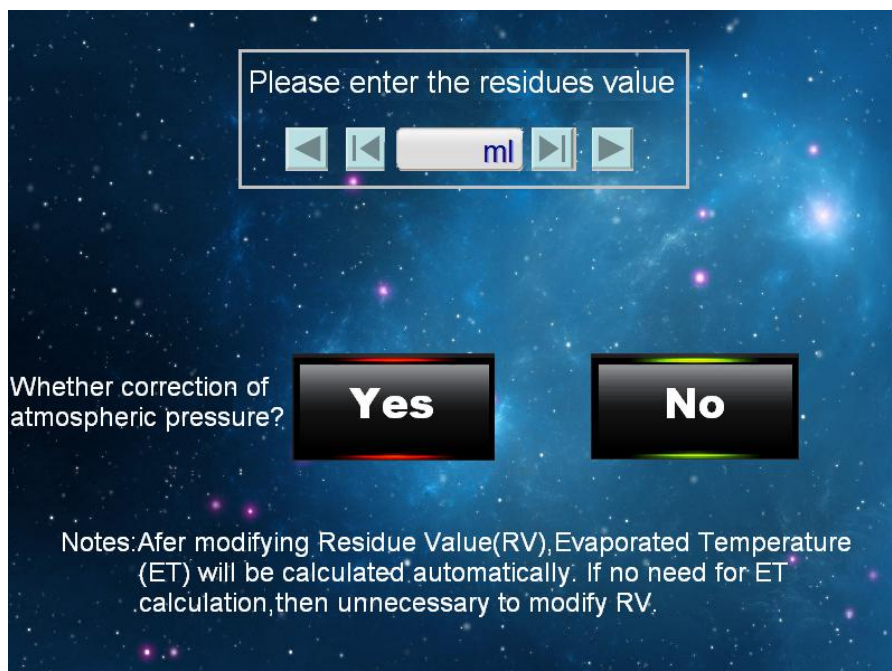 Please enter the residues value
ml
Whether correction of
atmospheric pressure?
Yes
No
Notes:Afer modifying Residue Value(RV),Evaporated Temperature
(ET) will be calculated automatically. If no need for ET
calculation,then unnecessary to modify RV.